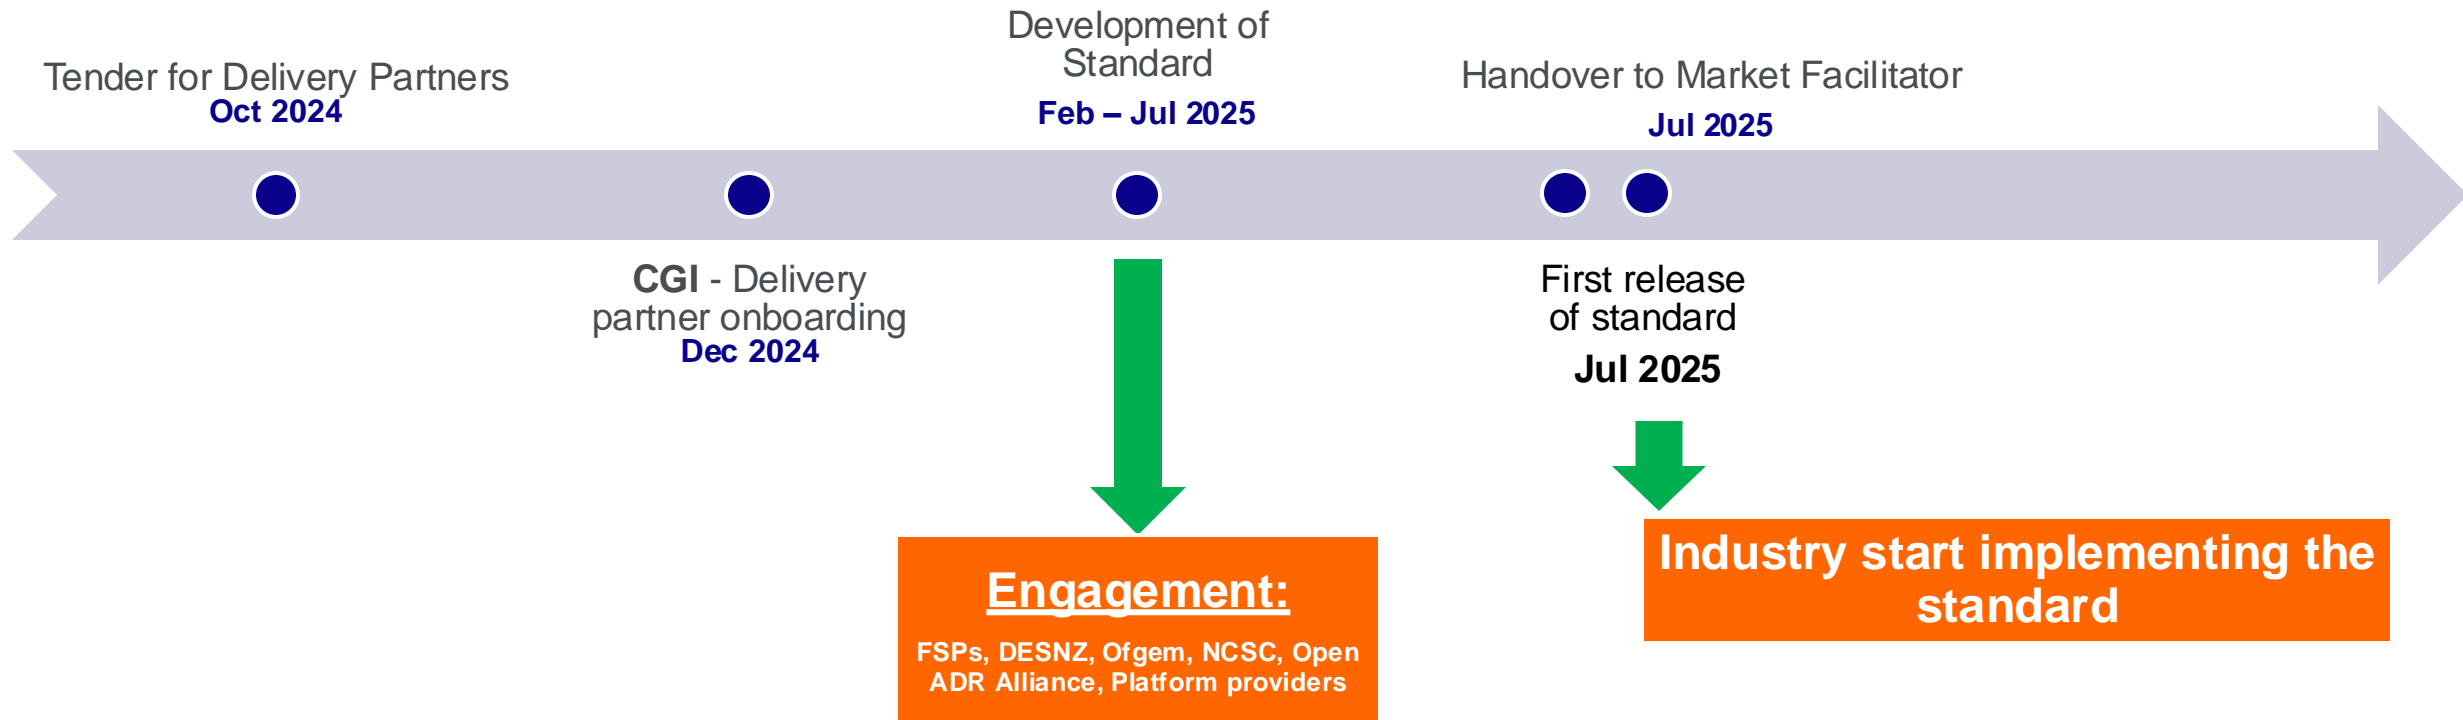 Tender for Delivery Partners
Oct 2024
Development of
Standard
Feb – Jul 2025
Handover to Market Facilitator
Jul 2025
CGI - Delivery
partner onboarding
Dec 2024
First release
of standard
Jul 2025
Engagement:
FSPs, DESNZ, Ofgem, NCSC, Open
ADR Alliance, Platform providers
Industry start implementing the
standard